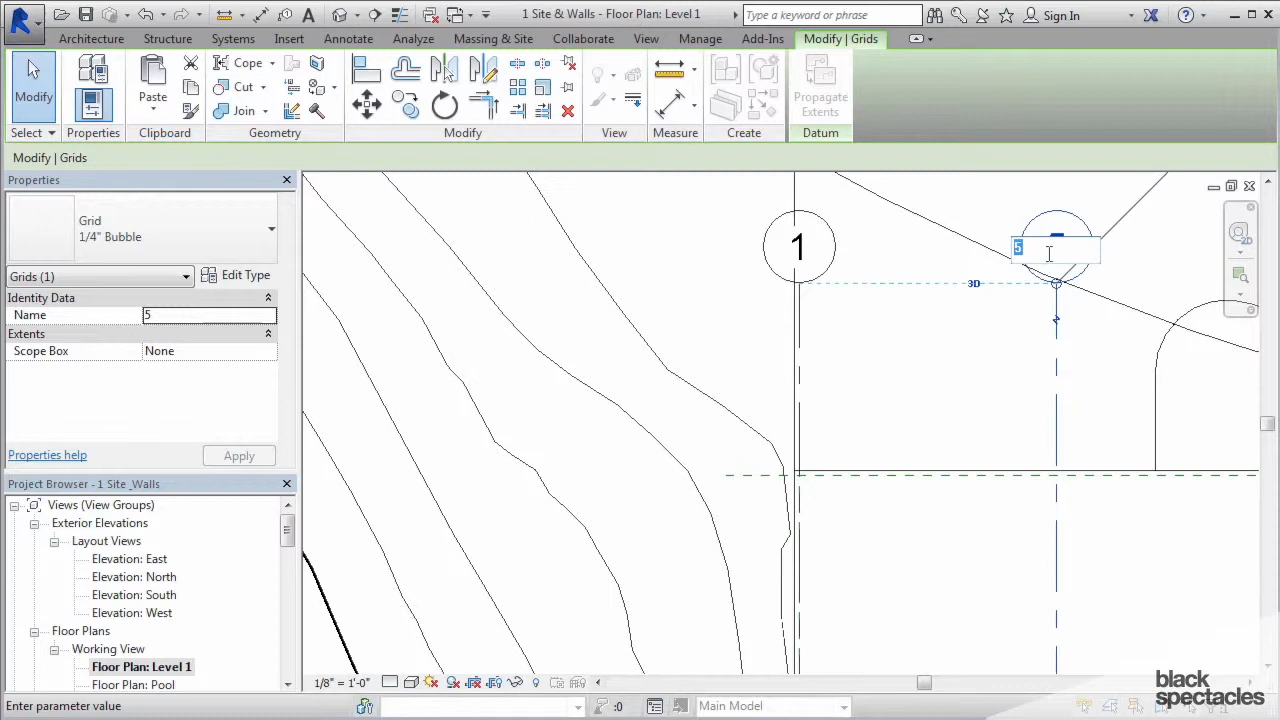 1 Site & Walls - Floor Plan: Level 1
Type a keyword or phrase
Sign In
Architecture Structure Systems Insert Annotate Analyze Massing & Site Collaborate View Manage Add-Ins Modify | Grids
Modify
Paste
Cope
Cut
Join
Propagate
Extents
Select Properties Clipboard Geometry Modify View Measure Create Datum
Modify | Grids
Properties
Grid
1/4" Bubble
Grids (1)
Edit Type
Identity Data
Name 5
Extents
Scope Box None
Properties help
Apply
Project Browser - 1 Site _Walls
Views (View Groups)
Exterior Elevations
Layout Views
Elevation: East
Elevation: North
Elevation: South
Elevation: West
Floor Plans
Working View
Floor Plan: Level 1
Floor Plan: Pool
1
5
3D
2D
1/8" = 1'-0"
Enter parameter value
:0
Main Model
black
spectacles